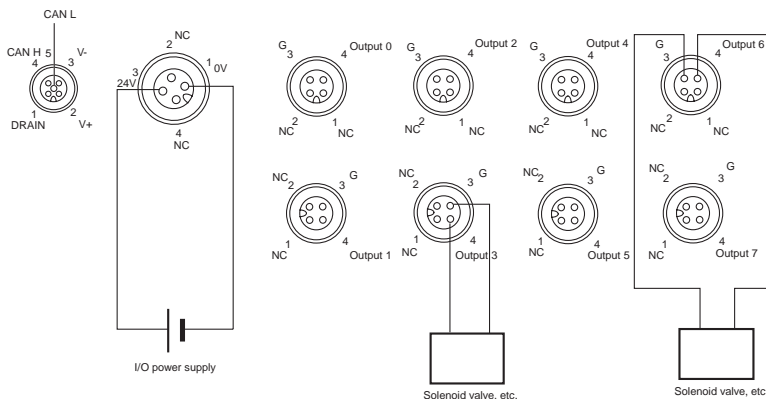 CAN L
CAN H 5 V-
4 3
1 2
DRAIN V+
NC
2
3 1 0V
24V
4
NC
I/O power supply
G 3 4 Output 0
NC 2 1 NC
G 3 4 Output 2
NC 2 1 NC
G 3 4 Output 4
NC 2 1 NC
G 3 4 Output 6
NC 2 1 NC
NC 2 3 G
1 NC 4 Output 1
NC 2 3 G
1 NC 4 Output 3
NC 2 3 G
1 NC 4 Output 5
NC 2 3 G
1 NC 4 Output 7
Solenoid valve, etc.
Solenoid valve, etc